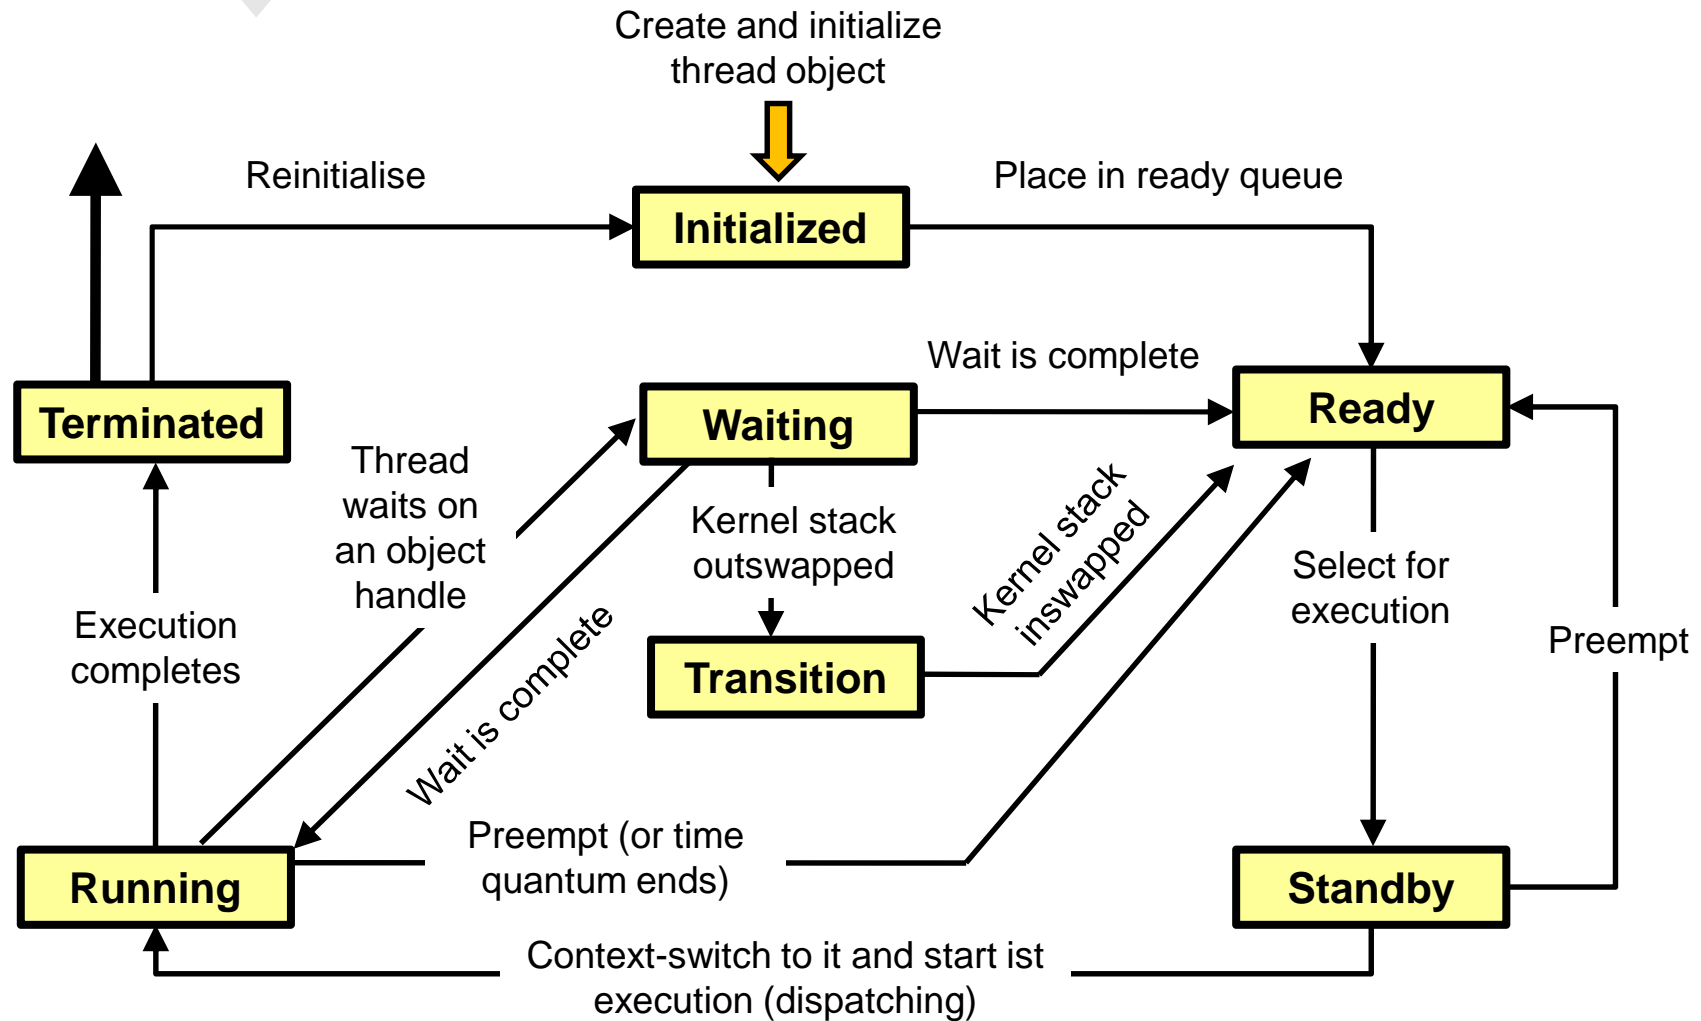 Create and initialize
thread object
Reinitialise
Initialized
Place in ready queue
Terminated
Waiting
Wait is complete
Ready
Thread
waits on
an object
handle
Kernel stack
outswapped
Kernel stack
inswapped
Select for
execution
Execution
completes
Wait is complete
Transition
Preempt
Running
Preempt (or time
quantum ends)
Standby
Context-switch to it and start ist
execution (dispatching)